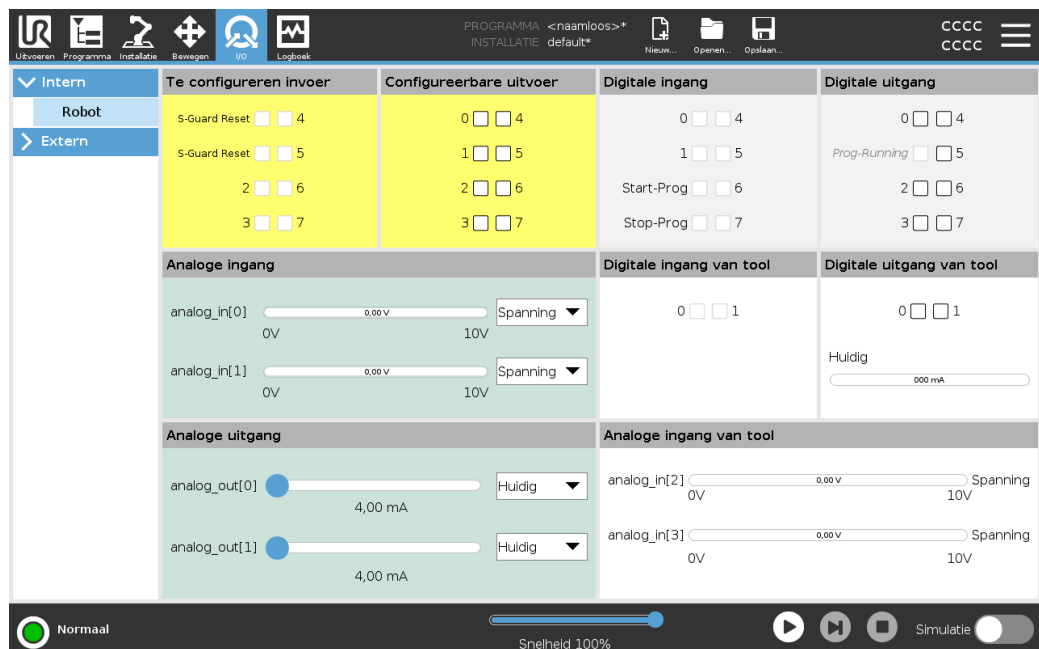 PROGRAMMA <naamloos>*
INSTALLATIE default*
UR
Uitvoeren Programma Installatie Bewegen I/O Logboek
Nieuw... Openen... Opslaan...
CCCC
CCCC
Intern
Robot
Extern
Te configureren invoer
S-Guard Reset 4
S-Guard Reset 5
2 6
3 7
Configureerbare uitvoer
0 4
1 5
2 6
3 7
Digitale ingang
0 4
1 5
Start-Prog 6
Stop-Prog 7
Digitale uitgang
0 4
Prog-Running 5
2 6
3 7
Analoge ingang
analog_in[0] 0,00 V Spanning
0V 10V
analog_in[1] 0,00 V Spanning
0V 10V
Digitale ingang van tool
0 1
Digitale uitgang van tool
0 1
Huidig
000 mA
Analoge uitgang
analog_out[0] Huidig
4,00 mA
analog_out[1] Huidig
4,00 mA
Analoge ingang van tool
analog_in[2] 0,00 V Spanning
0V 10V
analog_in[3] 0,00 V Spanning
0V 10V
Normaal
Snelheid 100%
Simulatie